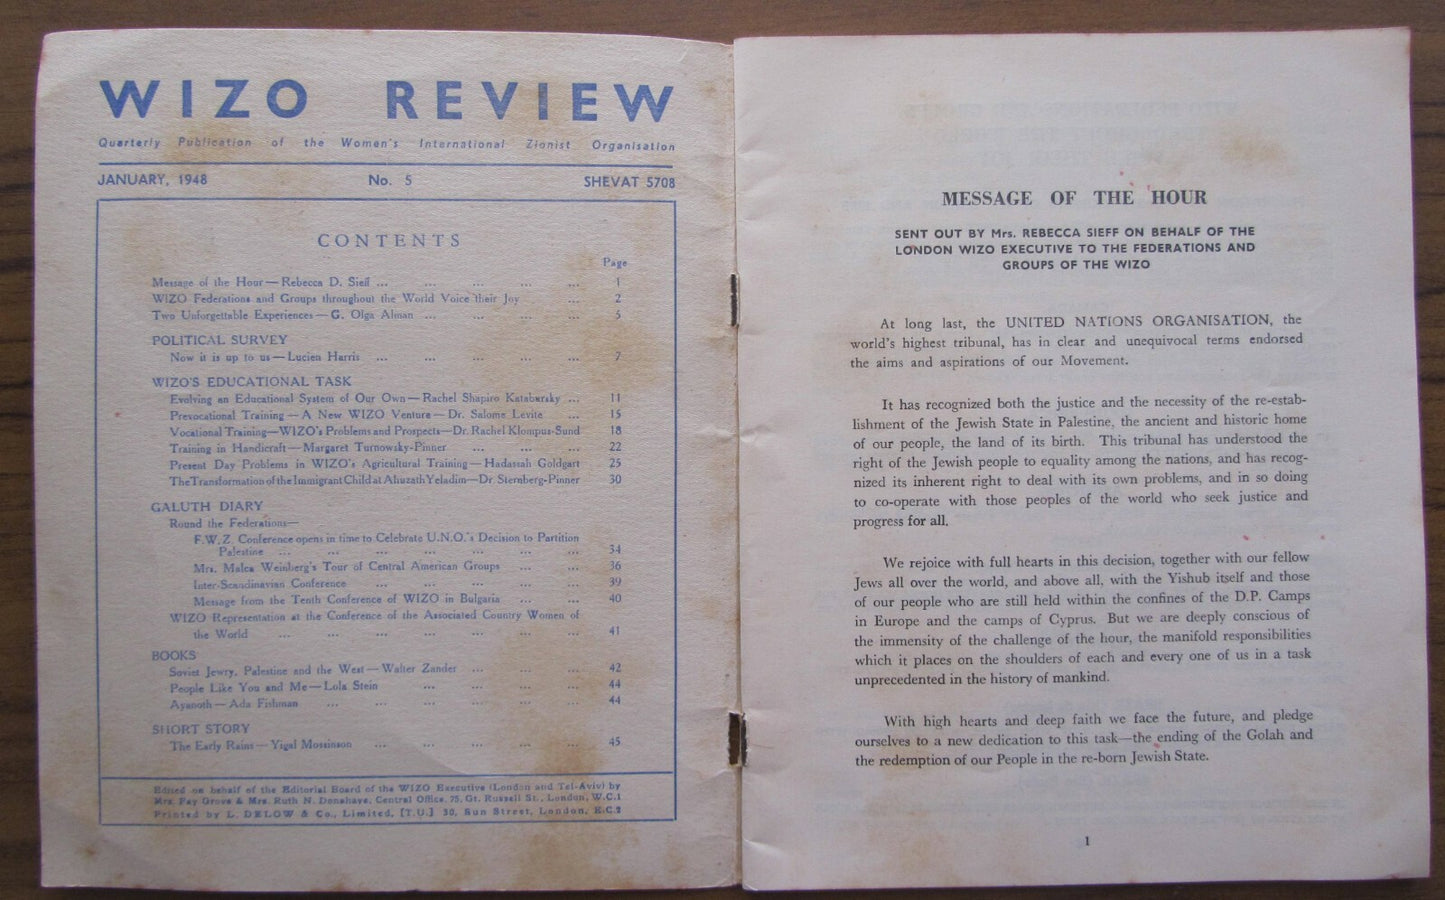 WIZO REVIEW
Quarterly Publication of the Women's International Zionist Organisation
JANUARY, 1948 No. 5 SHEVAT 5708
CONTENTS
Page
Message of the Hour — Rebecca D. Sieff ... ... ... ... ... 1
WIZO Federations and Groups throughout the World Voice their Joy ... 2
Two Unforgettable Experiences — G. Olga Alman ... ... ... ... 5
POLITICAL SURVEY
Now it is up to us — Lucien Harris ... ... ... ... ... 7
WIZO'S EDUCATIONAL TASK
Evolving an Educational System of Our Own — Rachel Shapiro Katabursky ... 11
Prevocational Training — A New WIZO Venture — Dr. Salome Levite ... 15
Vocational Training—WIZO's Problems and Prospects—Dr. Rachel Klompus-Sund 18
Training in Handicraft — Margaret Turnowsky-Pinner ... ... ... 22
Present Day Problems in WIZO's Agricultural Training — Hadassah Goldgart 25
The Transformation of the Immigrant Child at Ahuzath Yeladim—Dr. Sternberg-Pinner 30
GALUTH DIARY
Round the Federations—
F.W.Z. Conference opens in time to Celebrate U.N.O.'s Decision to Partition
Palestine ... ... ... ... ... ... ... 34
Mrs. Malca Weinberg's Tour of Central American Groups ... ... 36
Inter-Scandinavian Conference ... ... ... ... ... 39
Message from the Tenth Conference of WIZO in Bulgaria ... ... 40
WIZO Representation at the Conference of the Associated Country Women of
the World ... ... ... ... ... ... ... 41
BOOKS
Soviet Jewry, Palestine and the West — Walter Zander ... ... ... 42
People Like You and Me — Lola Stein ... ... ... ... 44
Ayanoth — Ada Fishman ... ... ... ... ... ... 44
SHORT STORY
The Early Rains — Yigal Mossinson ... ... ... ... ... 45
Edited on behalf of the Editorial Board of the WIZO Executive (London and Tel-Aviv) by
Mrs. Fay Grove & Mrs. Ruth N. Donahaye, Central Office, 75, Gt. Russell St., London, W.C.1
Printed by L. DELOW & Co., Limited, [T.U.] 30, Sun Street, London, E.C.2
MESSAGE OF THE HOUR
SENT OUT BY Mrs. REBECCA SIEFF ON BEHALF OF THE
LONDON WIZO EXECUTIVE TO THE FEDERATIONS AND
GROUPS OF THE WIZO
At long last, the UNITED NATIONS ORGANISATION, the
world's highest tribunal, has in clear and unequivocal terms endorsed
the aims and aspirations of our Movement.
It has recognized both the justice and the necessity of the re-estab-
lishment of the Jewish State in Palestine, the ancient and historic home
of our people, the land of its birth. This tribunal has understood the
right of the Jewish people to equality among the nations, and has recog-
nized its inherent right to deal with its own problems, and in so doing
to co-operate with those peoples of the world who seek justice and
progress for all.
We rejoice with full hearts in this decision, together with our fellow
Jews all over the world, and above all, with the Yishub itself and those
of our people who are still held within the confines of the D.P. Camps
in Europe and the camps of Cyprus. But we are deeply conscious of
the immensity of the challenge of the hour, the manifold responsibilities
which it places on the shoulders of each and every one of us in a task
unprecedented in the history of mankind.
With high hearts and deep faith we face the future, and pledge
ourselves to a new dedication to this task—the ending of the Golah and
the redemption of our People in the re-born Jewish State.
1